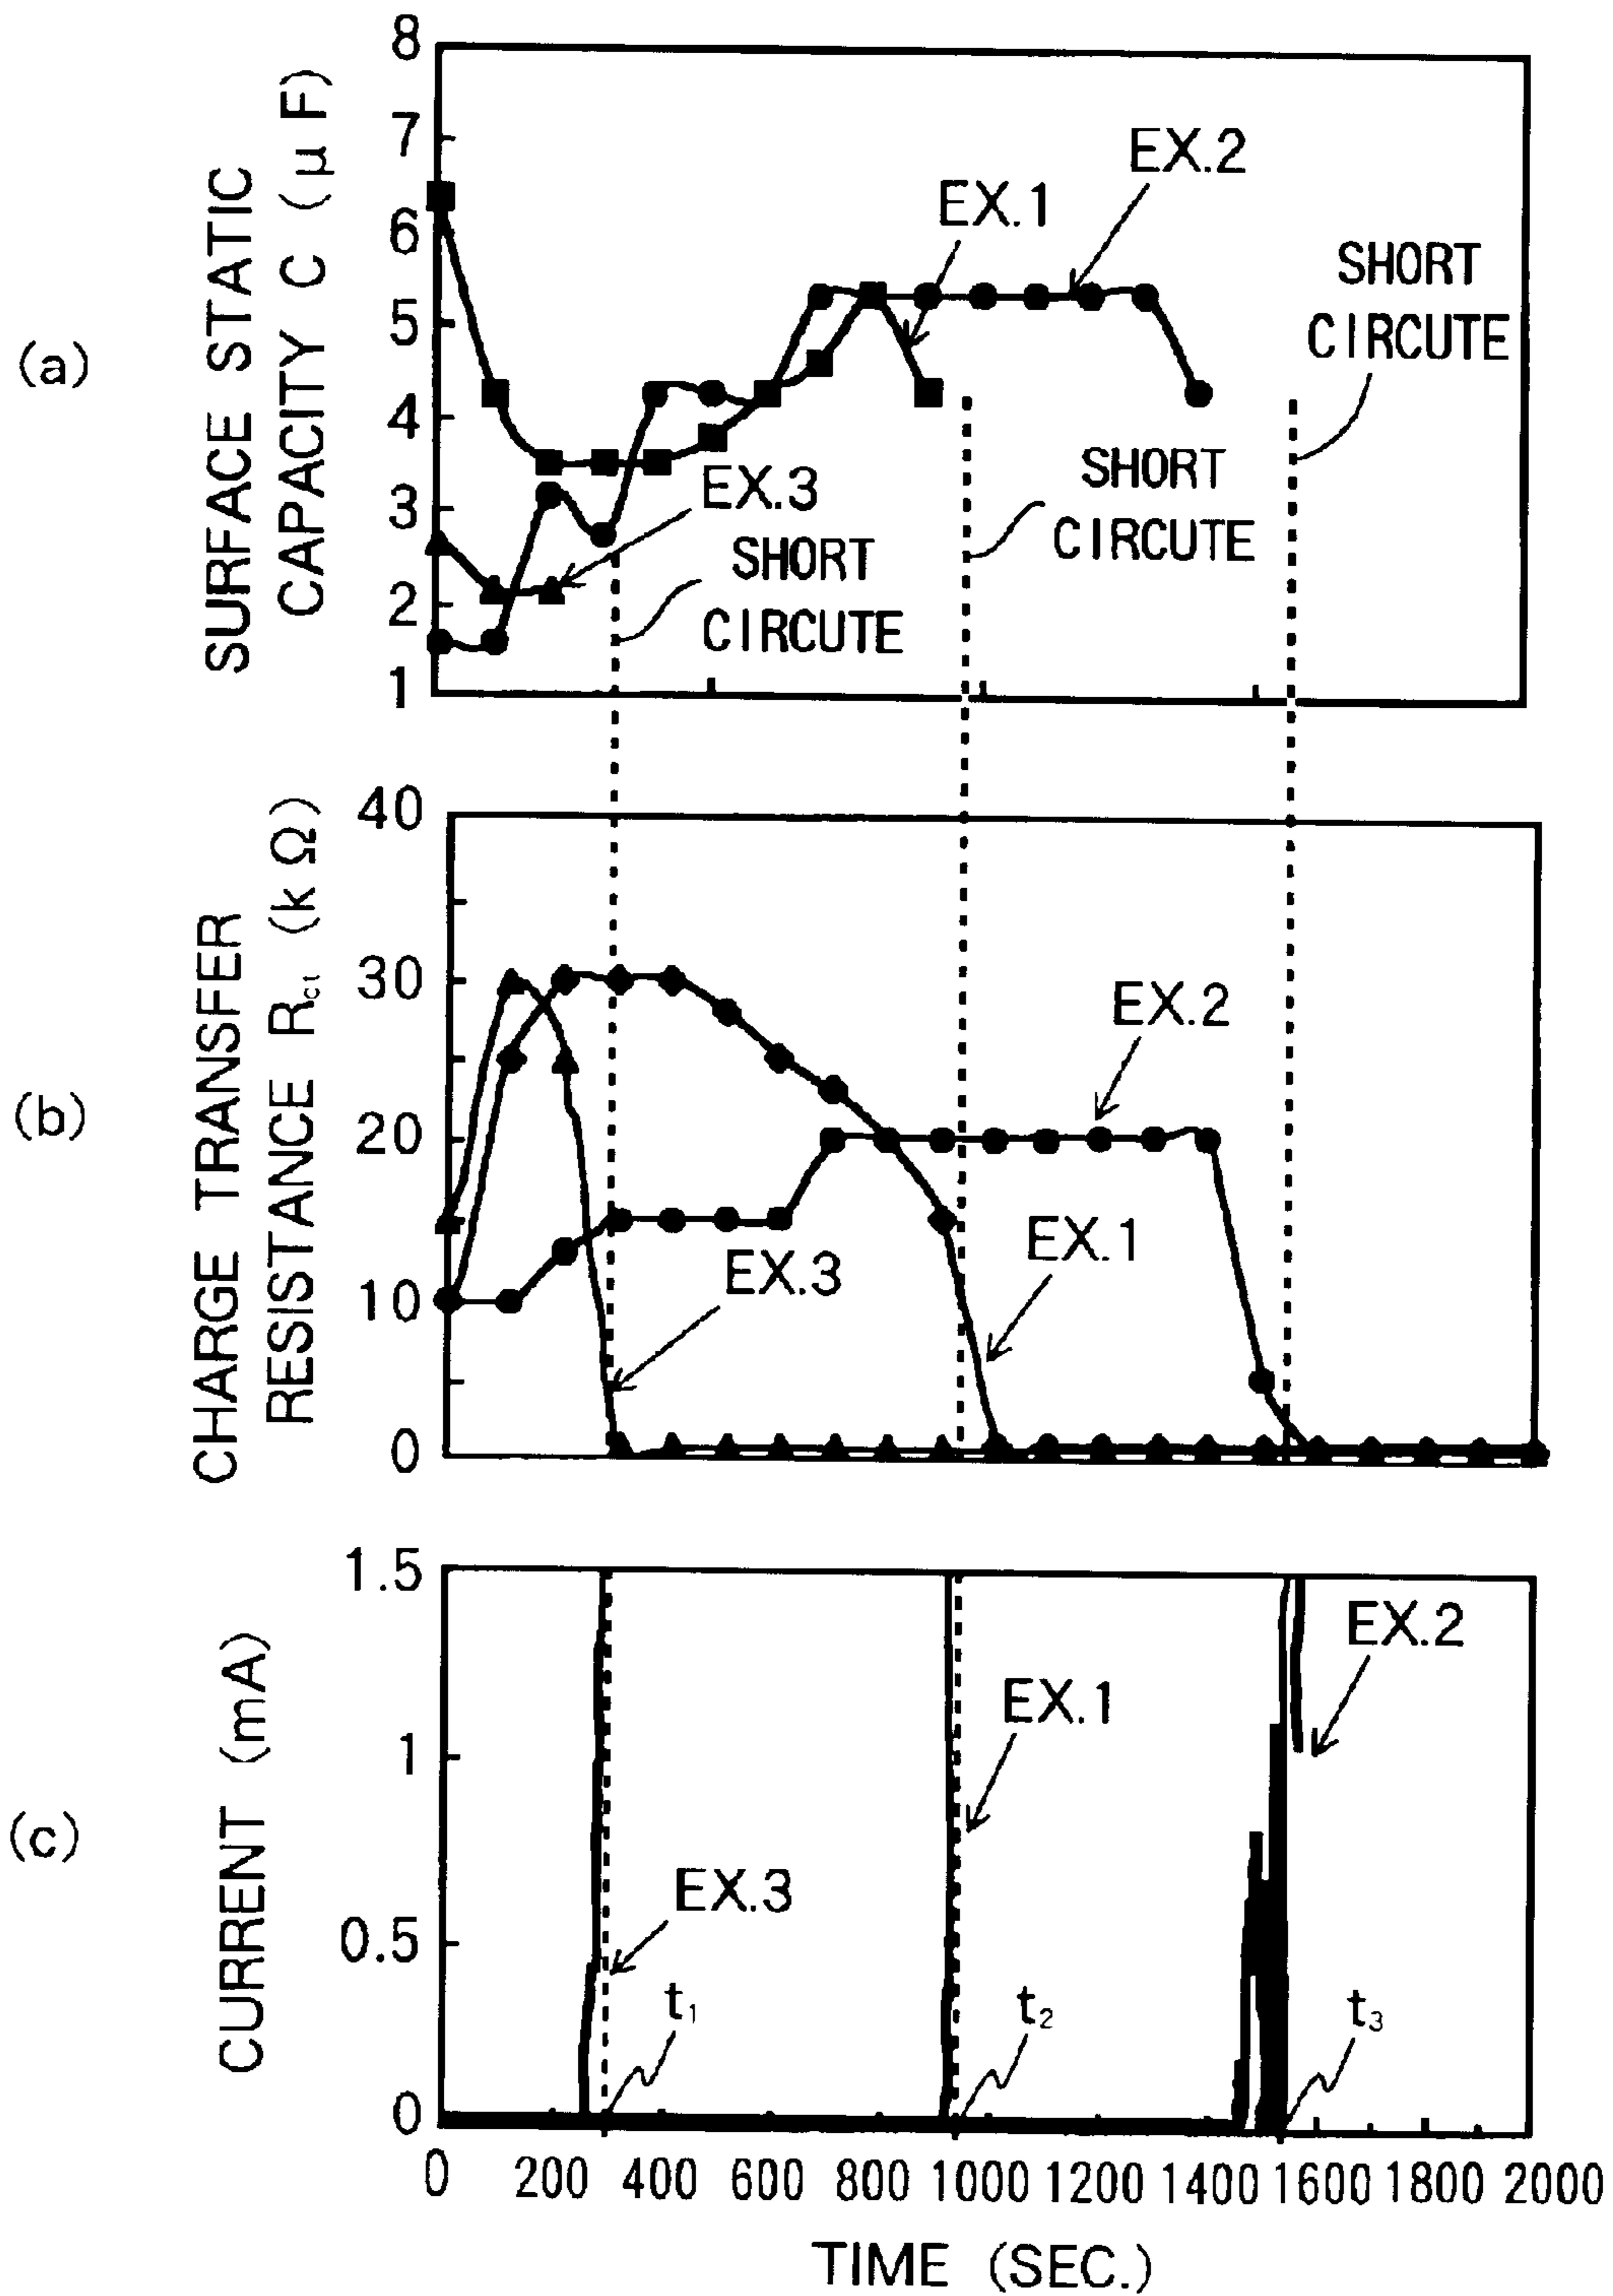 (a)
SURFACE STATIC
CAPACITY C (μF)
8
7
6
5
4
3
2
1
EX.2
EX.1
EX.3
SHORT
CIRCUTE
SHORT
CIRCUTE
SHORT
CIRCUTE
(b)
CHARGE TRANSFER
RESISTANCE Rct (kΩ)
40
30
20
10
0
EX.2
EX.1
EX.3
(c)
CURRENT (mA)
1.5
1
0.5
0
EX.2
EX.1
EX.3
t1
t2
t3
0 200 400 600 800 1000 1200 1400 1600 1800 2000
TIME (SEC.)